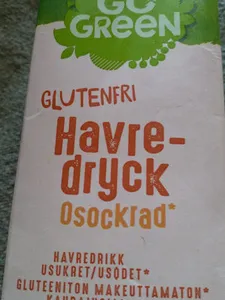 GO
GREEN
GLUTENFRI
Havre-
dryck
Osockrad*
HAVREDRIKK
USUKRET/USÖDET*
GLUTEENITON MAKEUTTAMATON*